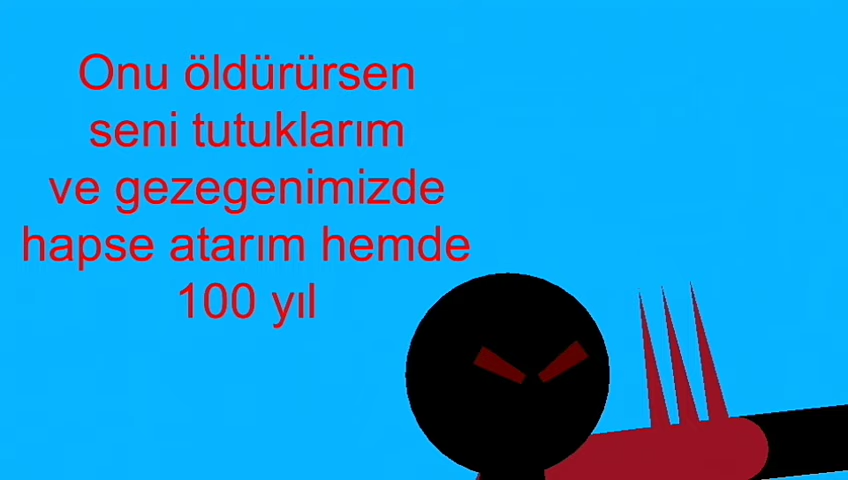 Onu öldürürsen
seni tutuklarım
ve gezegenimizde
hapse atarım hemde
100 yıl